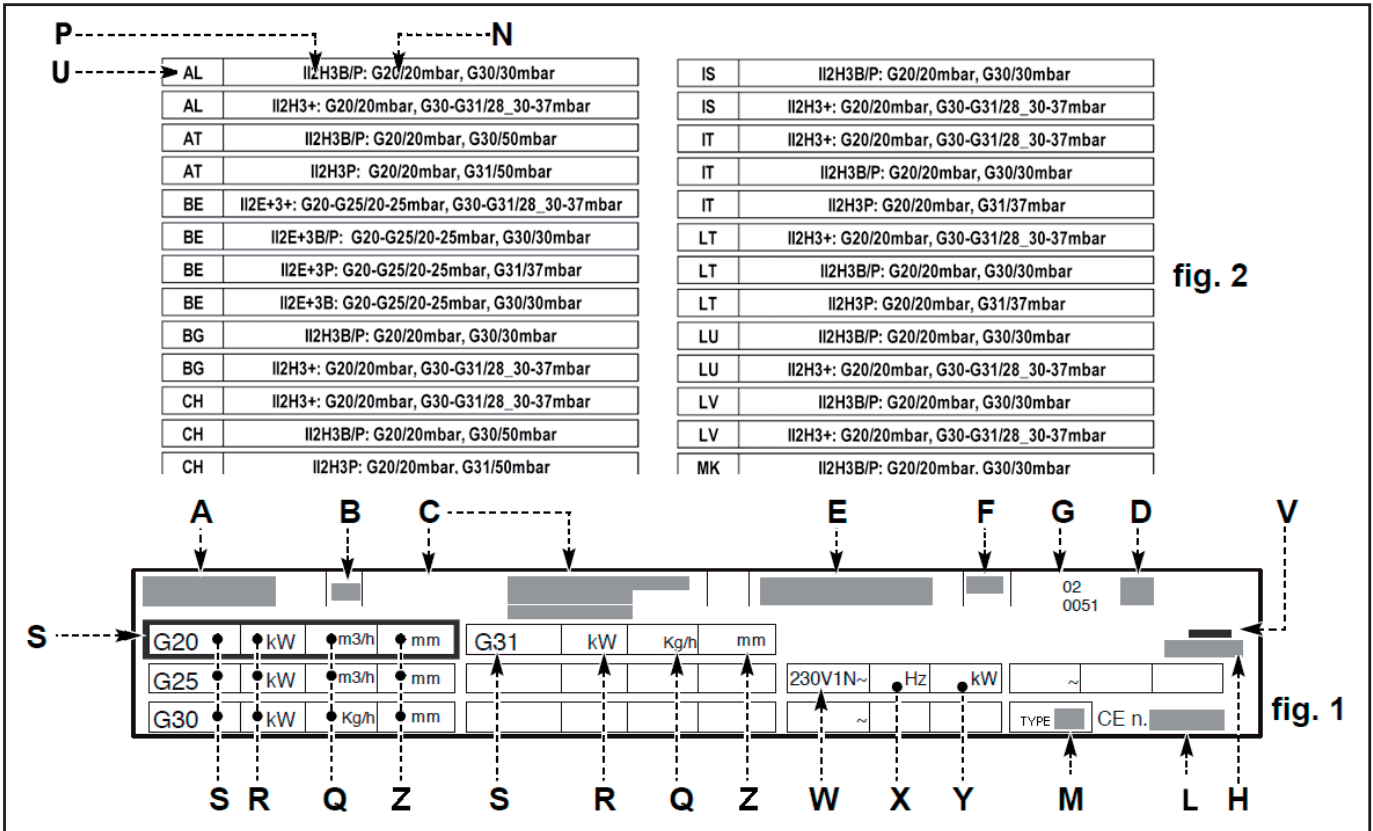 P N
U
AL II2H3B/P: G20/20mbar, G30/30mbar
AL II2H3+: G20/20mbar, G30-G31/28_30-37mbar
AT II2H3B/P: G20/20mbar, G30/50mbar
AT II2H3P: G20/20mbar, G31/50mbar
BE II2E+3+: G20-G25/20-25mbar, G30-G31/28_30-37mbar
BE II2E+3B/P: G20-G25/20-25mbar, G30/30mbar
BE II2E+3P: G20-G25/20-25mbar, G31/37mbar
BE II2E+3B: G20-G25/20-25mbar, G30/30mbar
BG II2H3B/P: G20/20mbar, G30/30mbar
BG II2H3+: G20/20mbar, G30-G31/28_30-37mbar
CH II2H3+: G20/20mbar, G30-G31/28_30-37mbar
CH II2H3B/P: G20/20mbar, G30/50mbar
CH II2H3P: G20/20mbar, G31/50mbar
IS II2H3B/P: G20/20mbar, G30/30mbar
IS II2H3+: G20/20mbar, G30-G31/28_30-37mbar
IT II2H3+: G20/20mbar, G30-G31/28_30-37mbar
IT II2H3B/P: G20/20mbar, G30/30mbar
IT II2H3P: G20/20mbar, G31/37mbar
LT II2H3+: G20/20mbar, G30-G31/28_30-37mbar
LT II2H3B/P: G20/20mbar, G30/30mbar
LT II2H3P: G20/20mbar, G31/37mbar
LU II2H3B/P: G20/20mbar, G30/30mbar
LU II2H3+: G20/20mbar, G30-G31/28_30-37mbar
LV II2H3B/P: G20/20mbar, G30/30mbar
LV II2H3+: G20/20mbar, G30-G31/28_30-37mbar
MK II2H3B/P: G20/20mbar, G30/30mbar
fig. 2
A B C E F G D V
02
0051
S
G20 kW m3/h mm G31 kW Kg/h mm
G25 kW m3/h mm 230V1N~ Hz kW ~
G30 kW Kg/h mm ~ TYPE CE n.
fig. 1
S R Q Z S R Q Z W X Y M L H